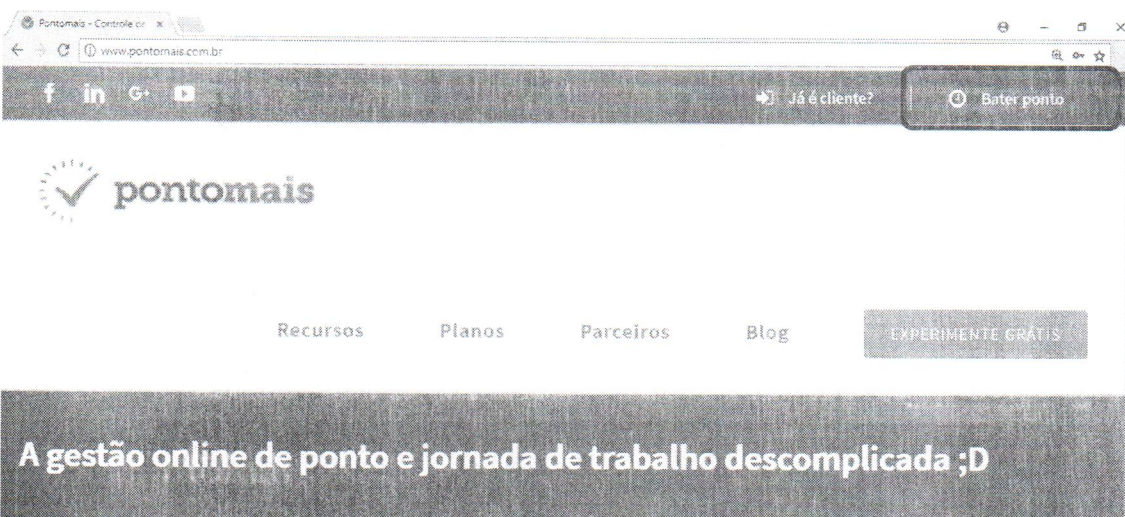 Pontomais - Controle de
www.pontomais.com.br
f in G+
Já é cliente?
Bater ponto
pontomais
Recursos Planos Parceiros Blog EXPERIMENTE GRÁTIS
A gestão online de ponto e jornada de trabalho descomplicada ;D